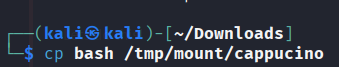 ┌──(kali㉿kali)-[~/Downloads]
└─$ cp bash /tmp/mount/cappucino